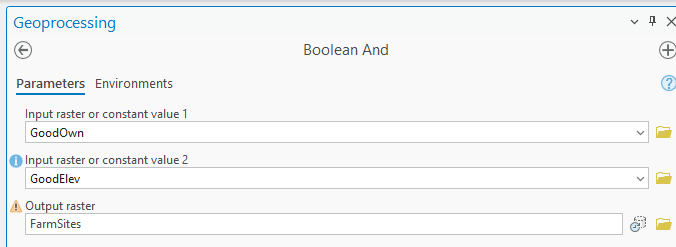 Geoprocessing
Boolean And
Parameters Environments
Input raster or constant value 1
GoodOwn
Input raster or constant value 2
GoodElev
Output raster
FarmSites